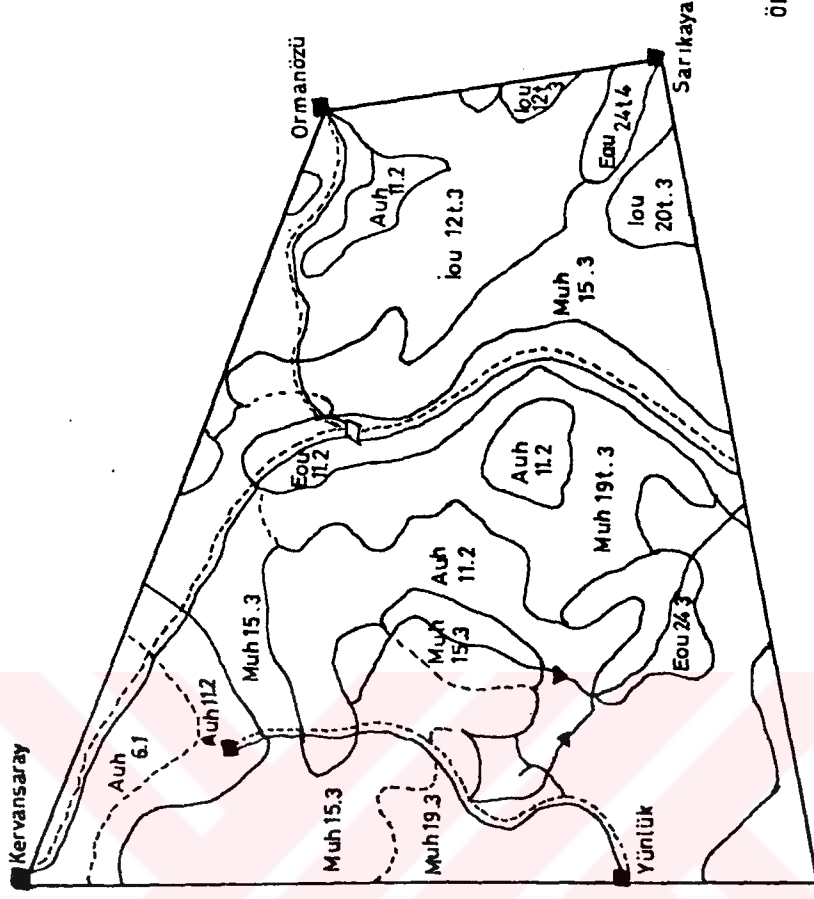 Kervansaray
Ormanözü
Sarıkaya
Yünlük
Auh
6.1
Auh 11.2
Muh 15.3
Muh 15.3
Muh 19.3
Eou
11.2
Auh
11.2
Muh
15.3
Auh
11.2
Muh 19t.3
Eou 24.3
Muh
15.3
Auh
11.2
İou 12t.3
Iou
12t.3
Eou
24t.4
Iou
20t.3